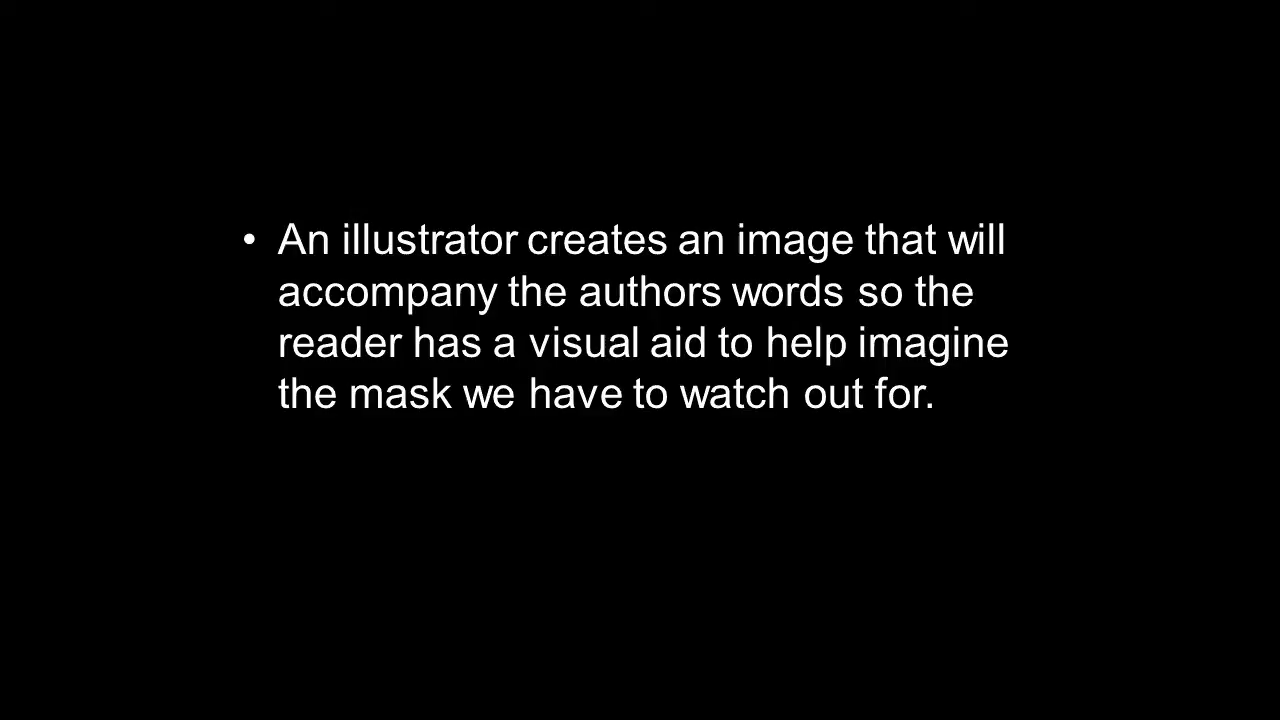 • An illustrator creates an image that will
accompany the authors words so the
reader has a visual aid to help imagine
the mask we have to watch out for.